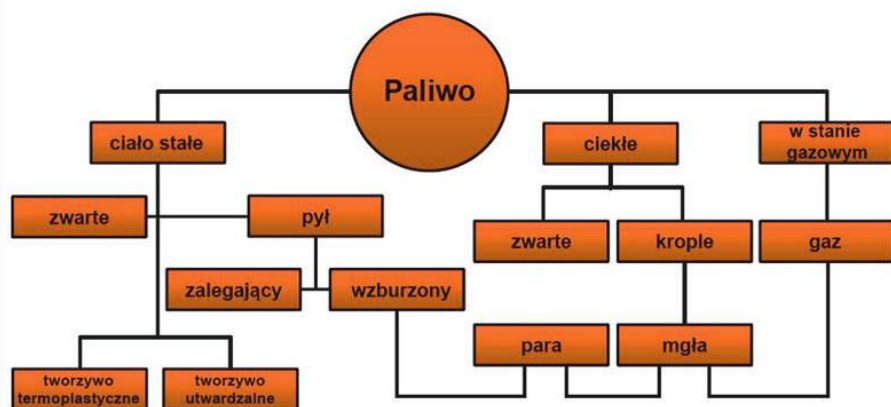 Paliwo
ciało stałe
ciekłe
w stanie
gazowym
zwarte
pył
zwarte
krople
gaz
zalegający
wzburzony
para
mgła
tworzywo
termoplastyczne
tworzywo
utwardzalne